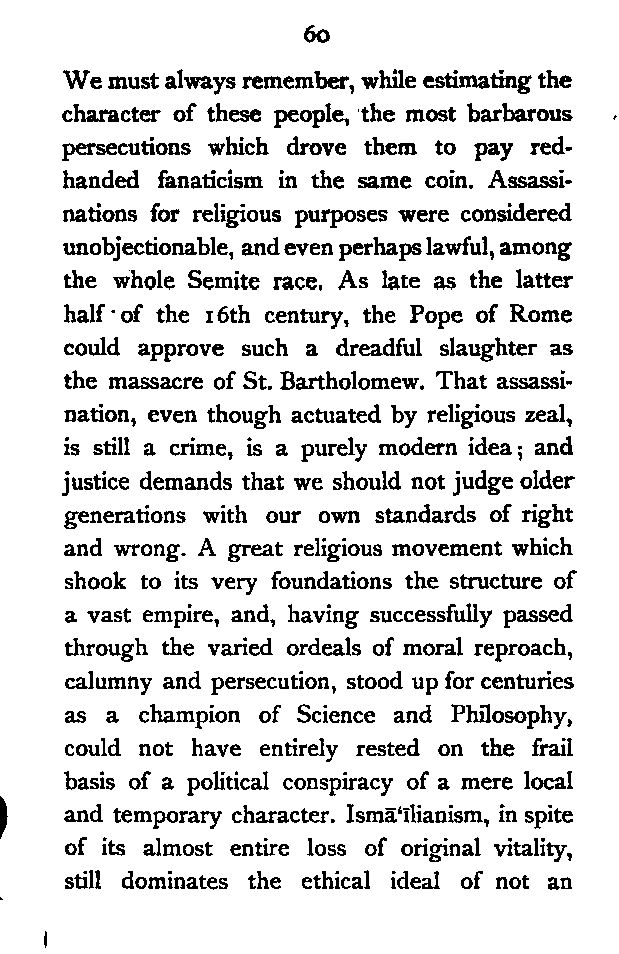 60
We must always remember, while estimating the
character of these people, the most barbarous
persecutions which drove them to pay red-
handed fanaticism in the same coin. Assassi-
nations for religious purposes were considered
unobjectionable, and even perhaps lawful, among
the whole Semite race. As late as the latter
half of the 16th century, the Pope of Rome
could approve such a dreadful slaughter as
the massacre of St. Bartholomew. That assassi-
nation, even though actuated by religious zeal,
is still a crime, is a purely modern idea; and
justice demands that we should not judge older
generations with our own standards of right
and wrong. A great religious movement which
shook to its very foundations the structure of
a vast empire, and, having successfully passed
through the varied ordeals of moral reproach,
calumny and persecution, stood up for centuries
as a champion of Science and Philosophy,
could not have entirely rested on the frail
basis of a political conspiracy of a mere local
and temporary character. Ismā‘īlianism, in spite
of its almost entire loss of original vitality,
still dominates the ethical ideal of not an